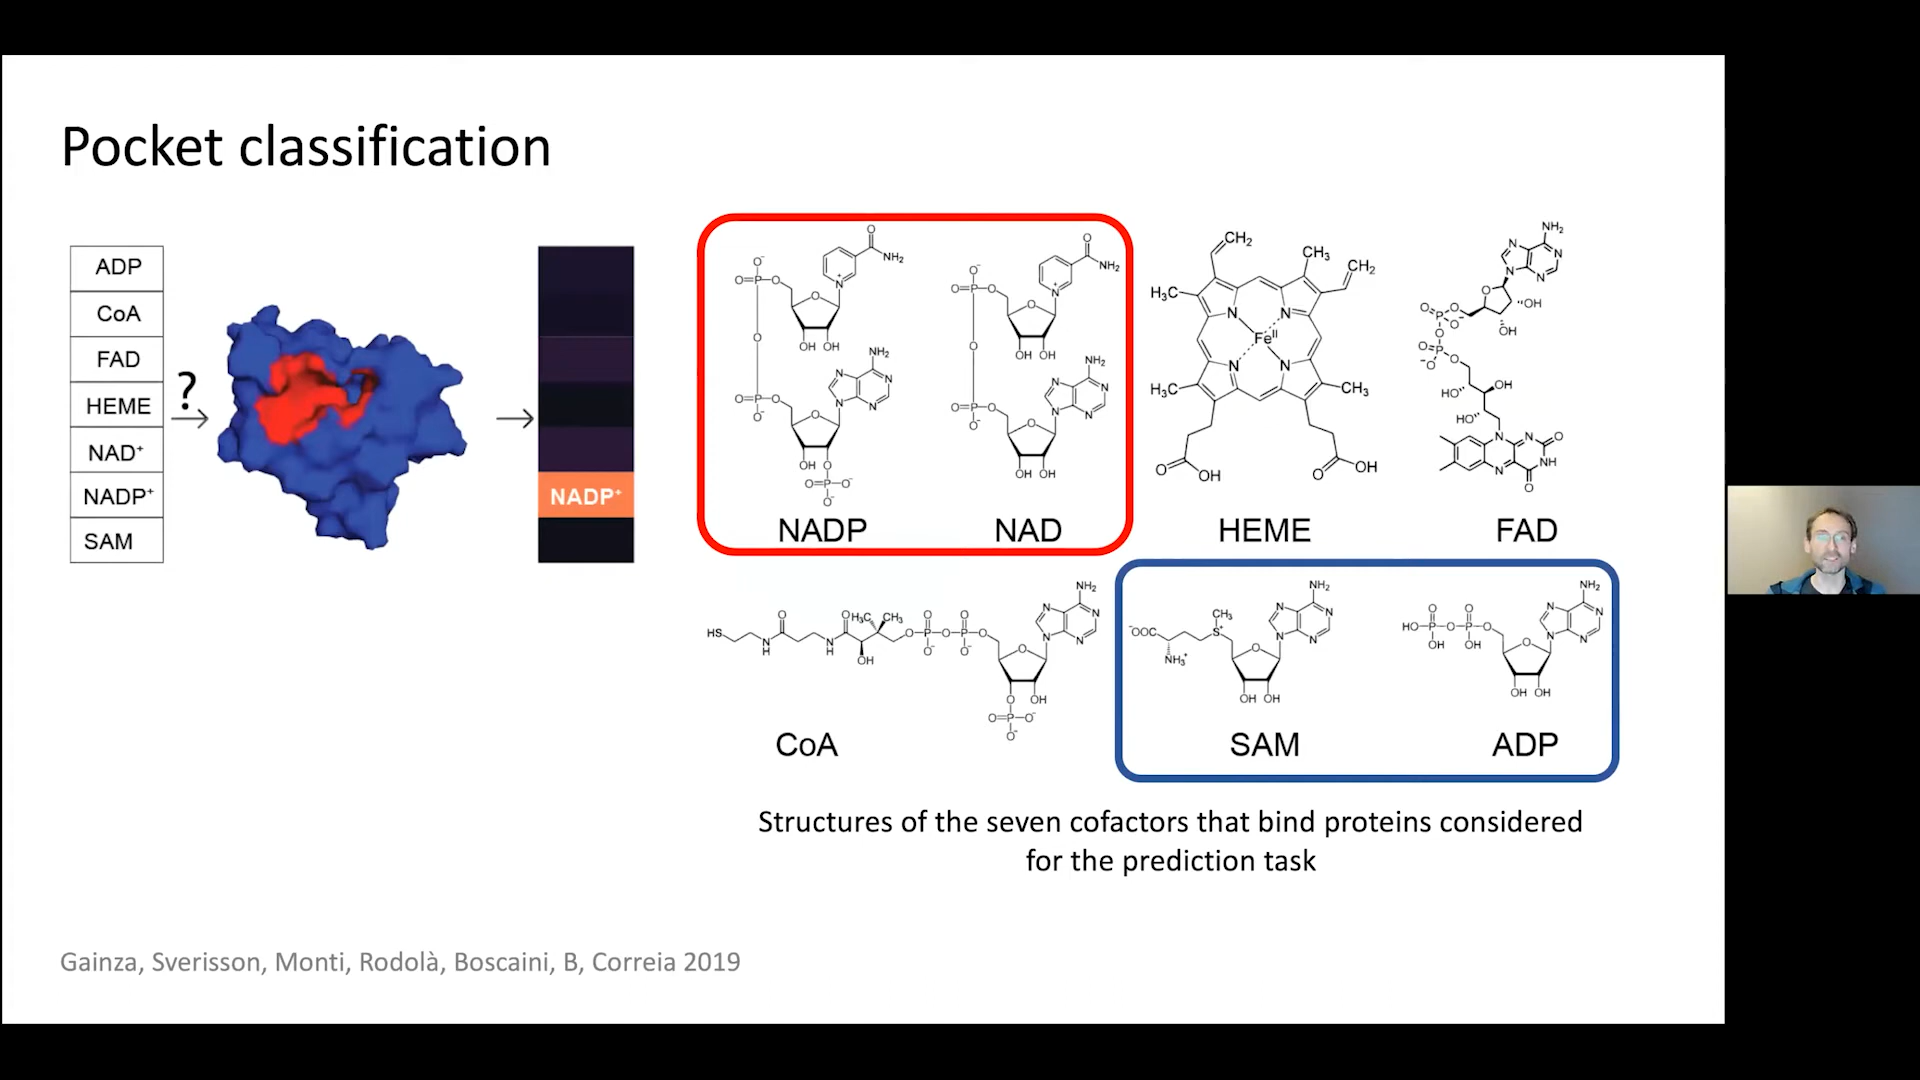 Pocket classification
ADP
CoA
FAD
HEME
NAD⁺
NADP⁺
SAM
?
NADP⁺
NADP
NAD
HEME
FAD
CoA
SAM
ADP
Structures of the seven cofactors that bind proteins considered
for the prediction task
Gainza, Sverisson, Monti, Rodolà, Boscaini, B, Correia 2019